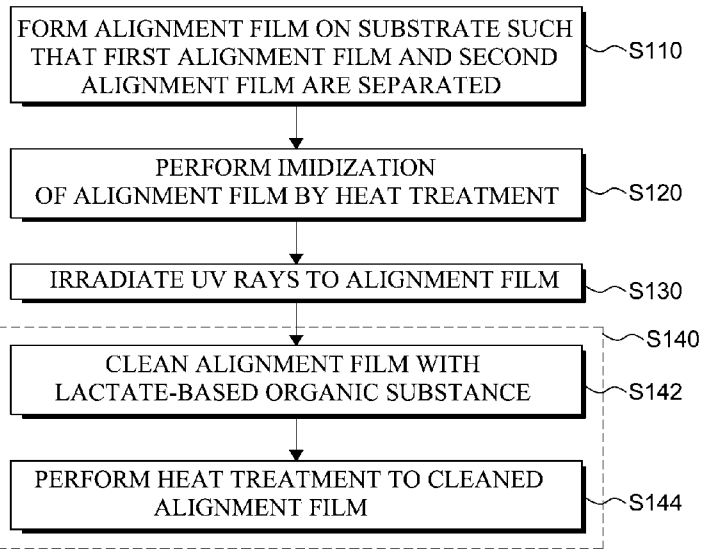 FORM ALIGNMENT FILM ON SUBSTRATE SUCH
THAT FIRST ALIGNMENT FILM AND SECOND
ALIGNMENT FILM ARE SEPARATED
S110
PERFORM IMIDIZATION
OF ALIGNMENT FILM BY HEAT TREATMENT
S120
IRRADIATE UV RAYS TO ALIGNMENT FILM
S130
S140
CLEAN ALIGNMENT FILM WITH
LACTATE-BASED ORGANIC SUBSTANCE
S142
PERFORM HEAT TREATMENT TO CLEANED
ALIGNMENT FILM
S144